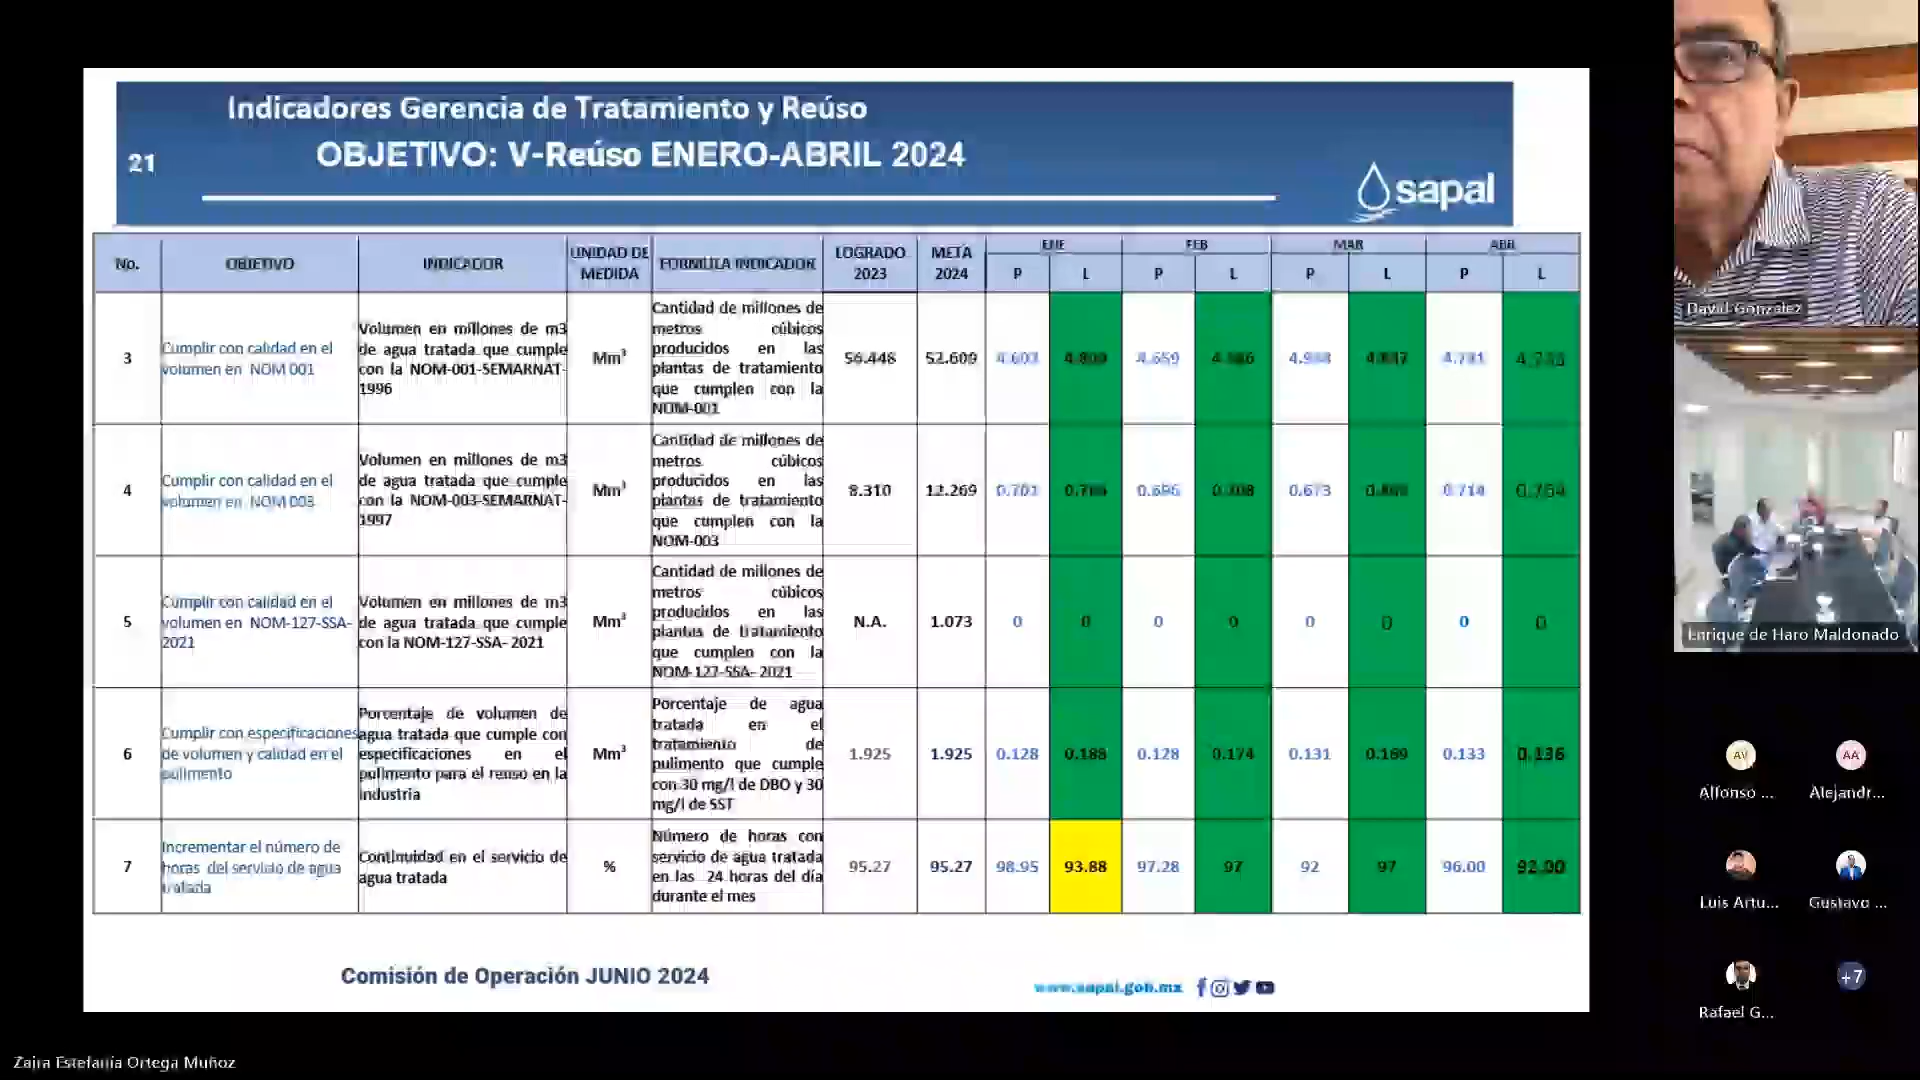 Indicadores Gerencia de Tratamiento y Reúso
OBJETIVO: V-Reúso ENERO-ABRIL 2024
21
sapal
No. OBJETIVO INDICADOR UNIDAD DE MEDIDA FORMULA INDICADOR LOGRADO 2023 META 2024 ENE FEB MAR ABR
P L P L P L P L
3
Cumplir con calidad en el
volumen en NOM 001
Volumen en millones de m3
de agua tratada que cumple
con la NOM-001-SEMARNAT-
1996
Mm³
Cantidad de millones de
metros cúbicos
producidos en las
plantas de tratamiento
que cumplen con la
NOM-001
56.446 52.609 4.659
4
Cumplir con calidad en el
volumen en NOM 003
Volumen en millones de m3
de agua tratada que cumple
con la NOM-003-SEMARNAT-
1997
Mm³
Cantidad de millones de
metros cúbicos
producidos en las
plantas de tratamiento
que cumplen con la
NOM-003
8.310 12.269 0.701 0.708 0.673 0.714 0.754
5
Cumplir con calidad en el
volumen en NOM-127-SSA-
2021
Volumen en millones de m3
de agua tratada que cumple
con la NOM-127-SSA- 2021
Mm³
Cantidad de millones de
metros cúbicos
producidos en las
plantas de tratamiento
que cumplen con la
NOM-127-SSA- 2021
N.A. 1.073 0 0 0 0 0 0 0 0
6
Cumplir con especificaciones
de volumen y calidad en el
pulimento
Porcentaje de volumen de
agua tratada que cumple con
especificaciones en el
pulimento para el reuso en la
industria
Mm³
Porcentaje de agua
tratada en el
tratamiento de
pulimento que cumple
con 30 mg/l de DBO y 30
mg/l de SST
1.925 1.925 0.128 0.188 0.128 0.174 0.131 0.169 0.133 0.136
7
Incrementar el número de
horas del servicio de agua
tratada
Continuidad en el servicio de
agua tratada
%
Número de horas con
servicio de agua tratada
en las 24 horas del día
durante el mes
95.27 95.27 98.95 93.88 97.28 97 92 97 96.00 92.00
Comisión de Operación JUNIO 2024
www.sapal.gob.mx
David González
Enrique de Haro Maldonado
AV
AA
Alfonso ...
Alejandr...
Luis Artu...
Gustavo ...
+7
Rafael G...
Zaira Estefania Ortega Muñoz